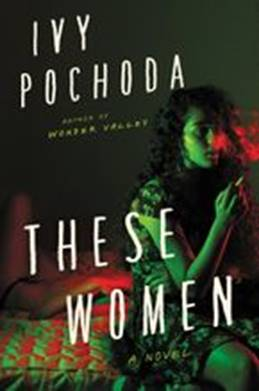 IVY
POCHODA
AUTHOR OF
WONDER VALLEY
THESE
WOMEN
A NOVEL